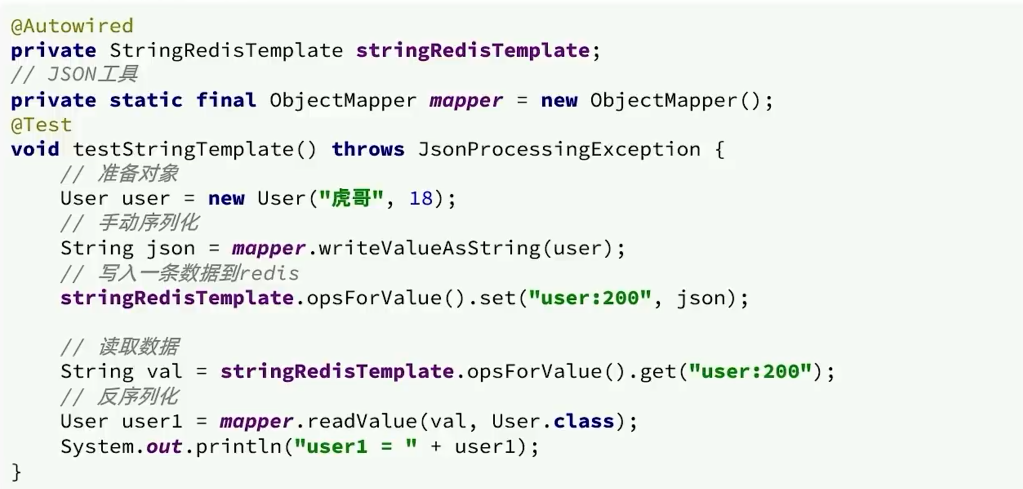 @Autowired
private StringRedisTemplate stringRedisTemplate;
// JSON工具
private static final ObjectMapper mapper = new ObjectMapper();
@Test
void testStringTemplate() throws JsonProcessingException {
    // 准备对象
    User user = new User("虎哥", 18);
    // 手动序列化
    String json = mapper.writeValueAsString(user);
    // 写入一条数据到redis
    stringRedisTemplate.opsForValue().set("user:200", json);

    // 读取数据
    String val = stringRedisTemplate.opsForValue().get("user:200");
    // 反序列化
    User user1 = mapper.readValue(val, User.class);
    System.out.println("user1 = " + user1);
}